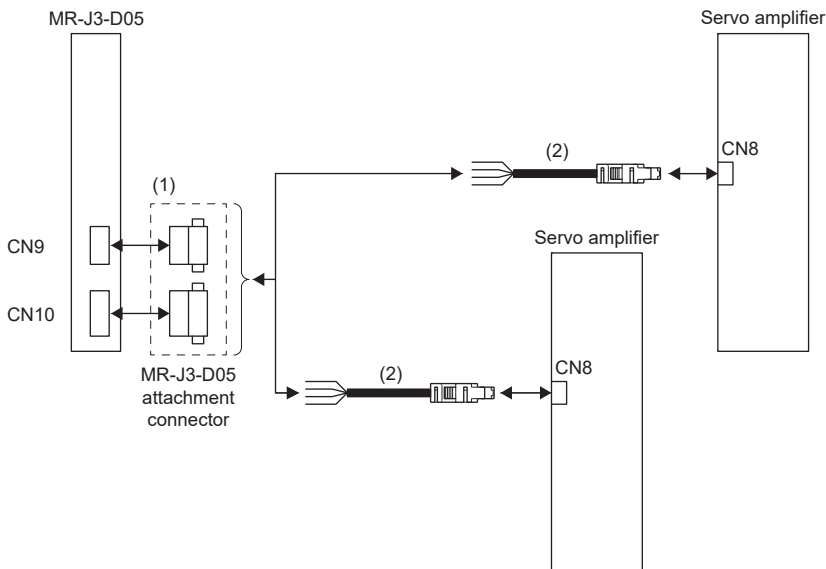 MR-J3-D05
Servo amplifier
(2)
CN8
(1)
Servo amplifier
CN9
CN10
CN8
(2)
MR-J3-D05
attachment
connector